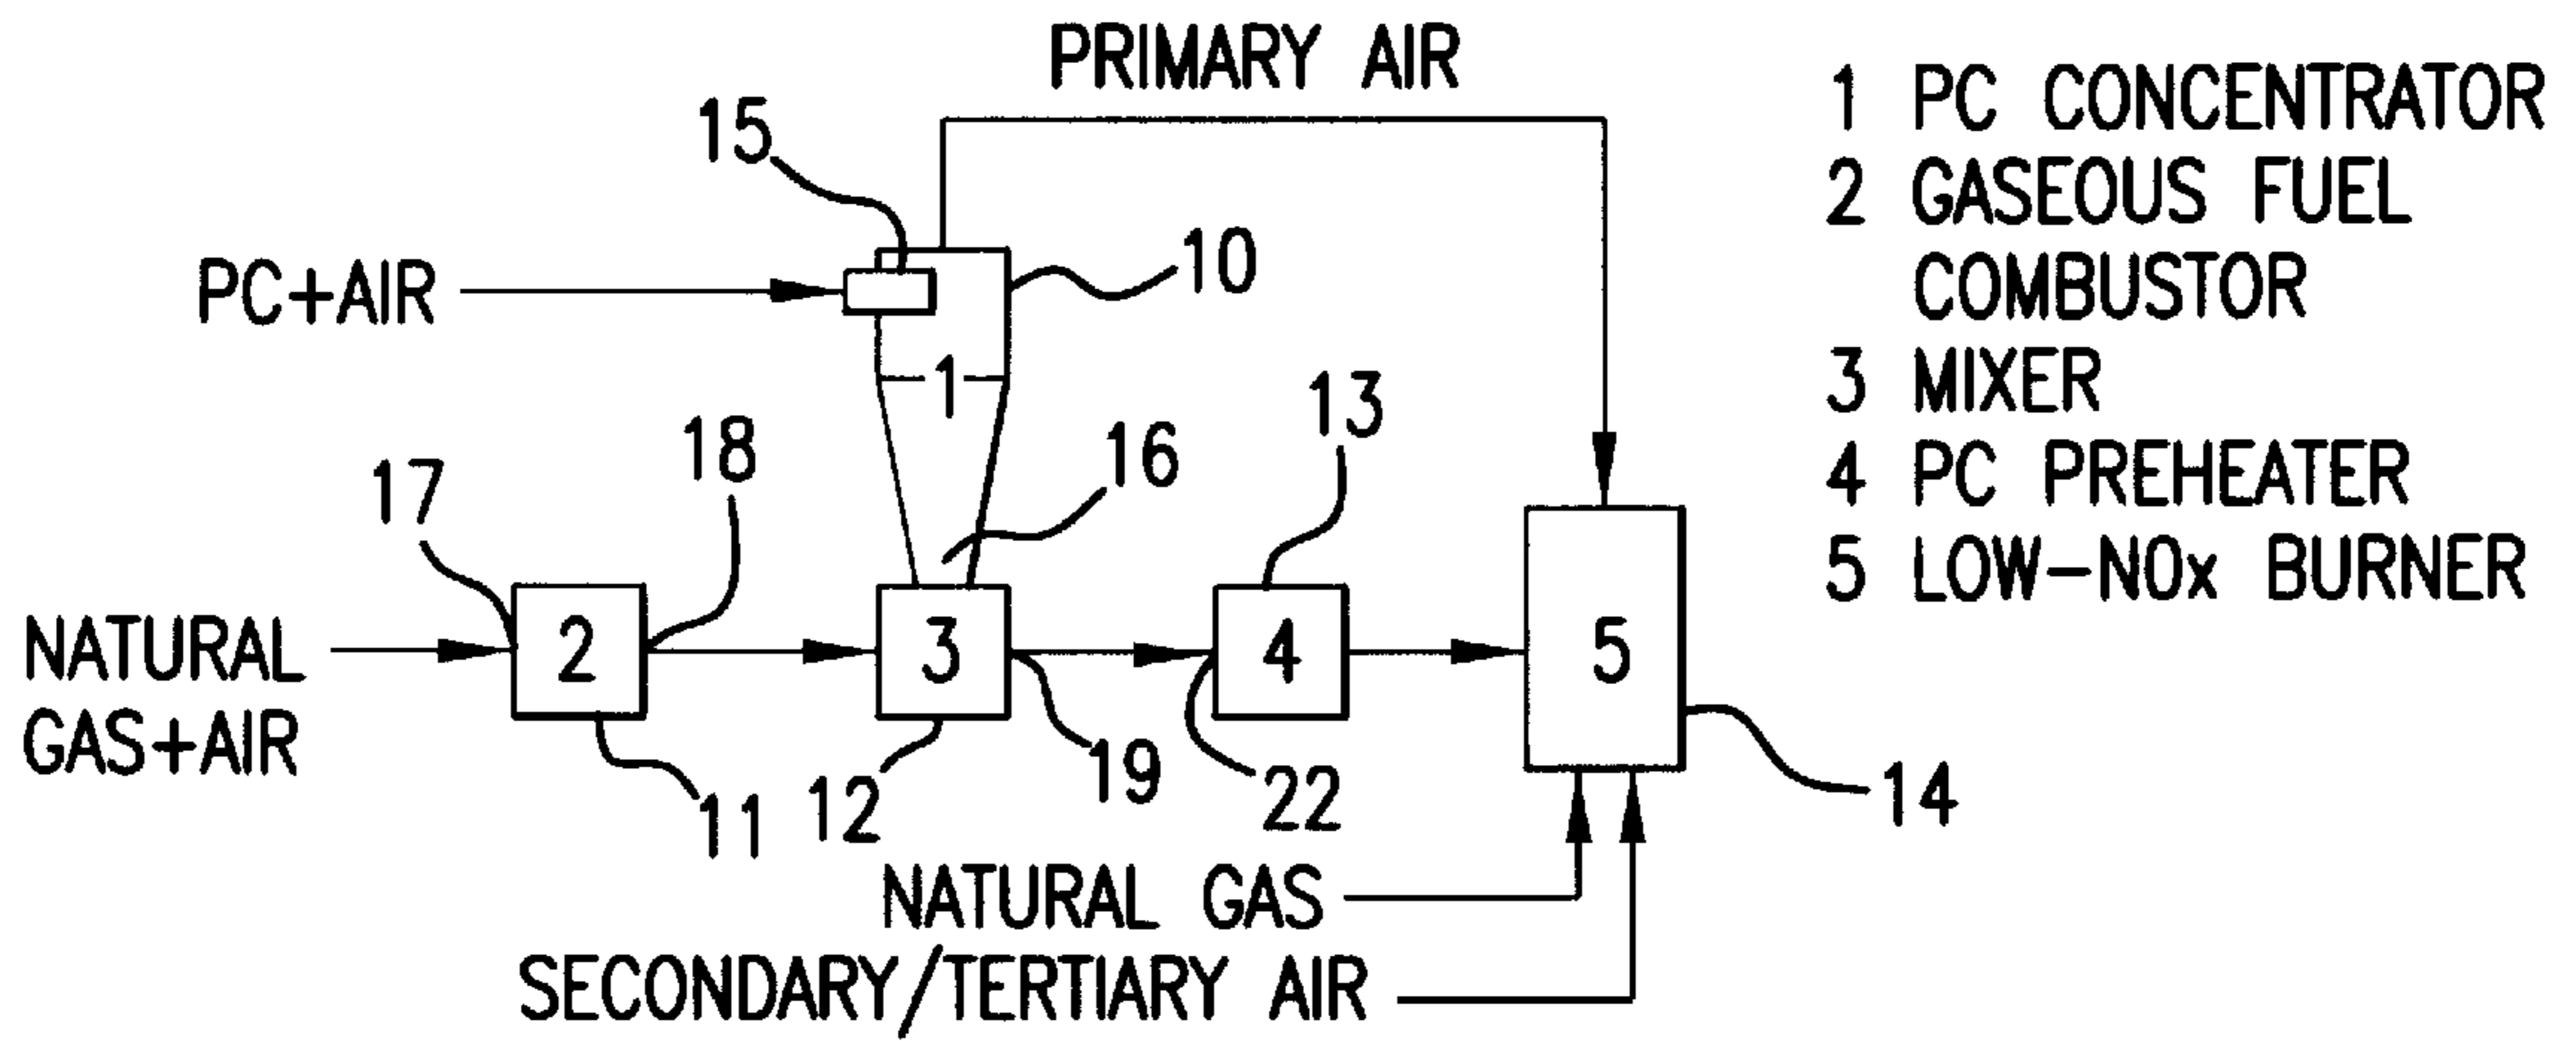 PRIMARY AIR
15
10
PC+AIR
1
13
18
16
17
NATURAL
GAS+AIR
2
3
4
5
11
12
19
22
14
NATURAL GAS
SECONDARY/TERTIARY AIR
1 PC CONCENTRATOR
2 GASEOUS FUEL
COMBUSTOR
3 MIXER
4 PC PREHEATER
5 LOW-NOx BURNER